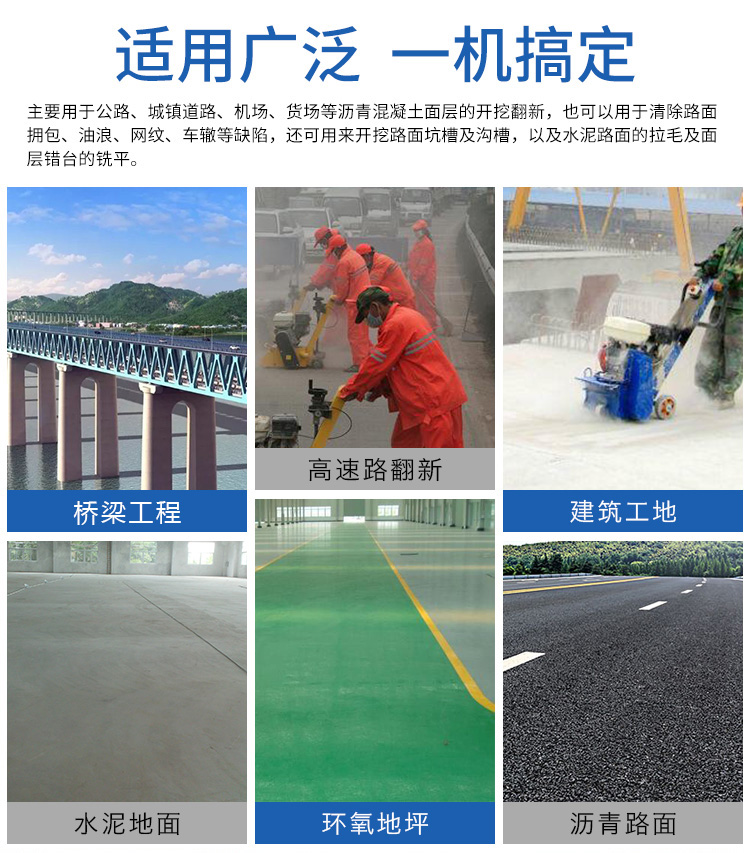 适用广泛 一机搞定
主要用于公路、城镇道路、机场、货场等沥青混凝土面层的开挖翻新，也可以用于清除路面
拥包、油浪、网纹、车辙等缺陷，还可用来开挖路面坑槽及沟槽，以及水泥路面的拉毛及面
层错台的铣平。
桥梁工程
高速路翻新
建筑工地
水泥地面
环氧地坪
沥青路面